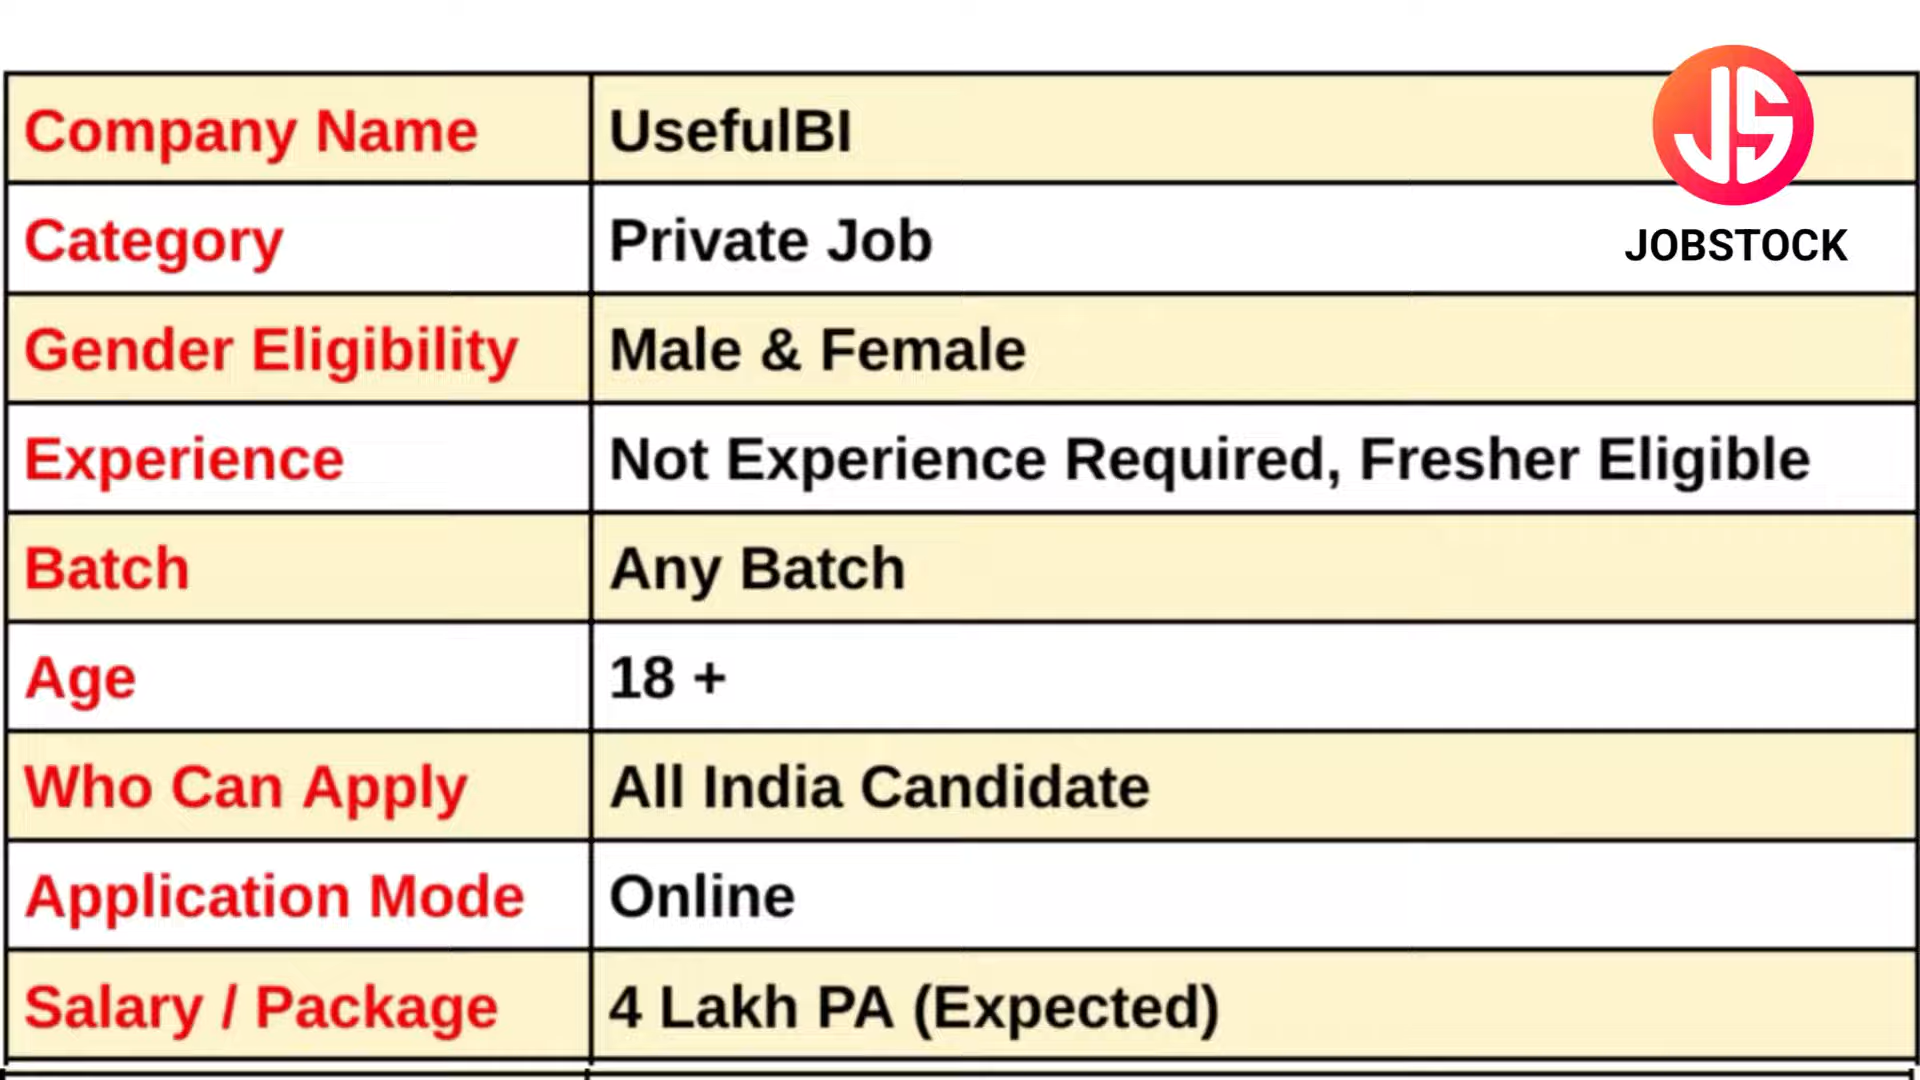 Company Name UsefulBI
Category Private Job
JOBSTOCK
Gender Eligibility Male & Female
Experience Not Experience Required, Fresher Eligible
Batch Any Batch
Age 18 +
Who Can Apply All India Candidate
Application Mode Online
Salary / Package 4 Lakh PA (Expected)